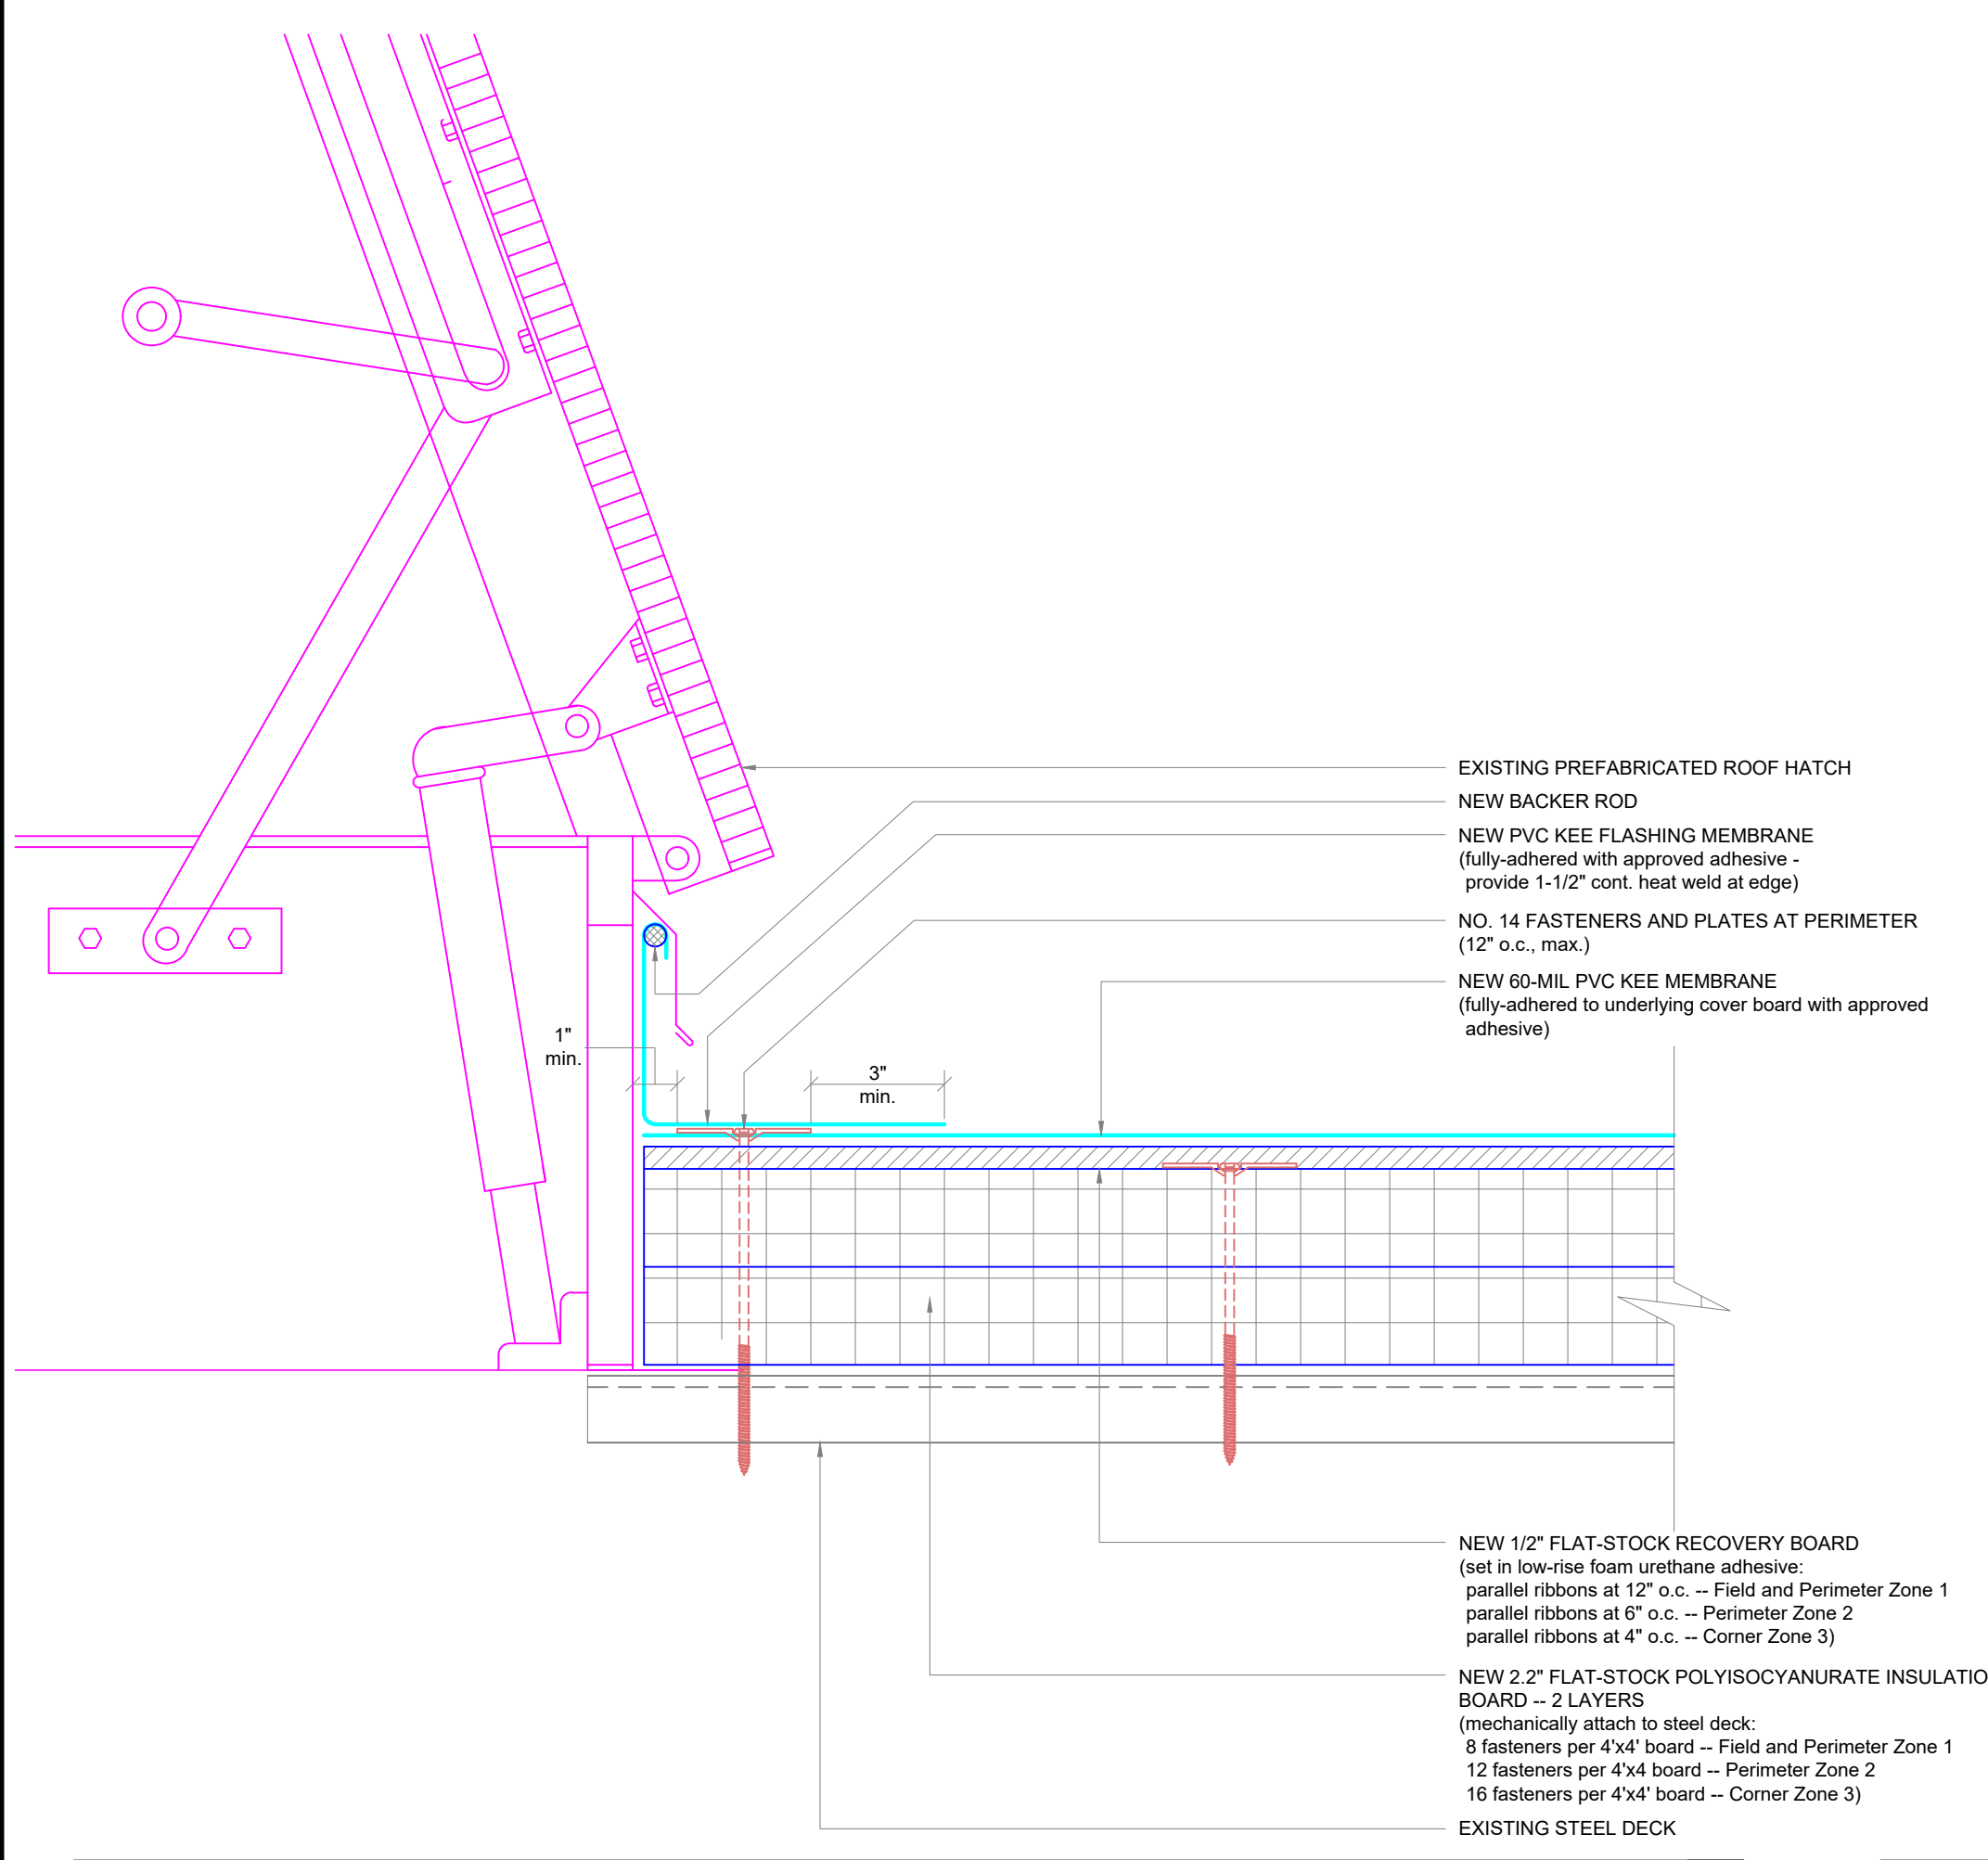 EXISTING PREFABRICATED ROOF HATCH
NEW BACKER ROD
NEW PVC KEE FLASHING MEMBRANE
(fully-adhered with approved adhesive -
provide 1-1/2" cont. heat weld at edge)
NO. 14 FASTENERS AND PLATES AT PERIMETER
(12" o.c., max.)
NEW 60-MIL PVC KEE MEMBRANE
(fully-adhered to underlying cover board with approved
adhesive)
1"
min.
3"
min.
NEW 1/2" FLAT-STOCK RECOVERY BOARD
(set in low-rise foam urethane adhesive:
parallel ribbons at 12" o.c. -- Field and Perimeter Zone 1
parallel ribbons at 6" o.c. -- Perimeter Zone 2
parallel ribbons at 4" o.c. -- Corner Zone 3)
NEW 2.2" FLAT-STOCK POLYISOCYANURATE INSULATIO
BOARD -- 2 LAYERS
(mechanically attach to steel deck:
8 fasteners per 4'x4' board -- Field and Perimeter Zone 1
12 fasteners per 4'x4 board -- Perimeter Zone 2
16 fasteners per 4'x4' board -- Corner Zone 3)
EXISTING STEEL DECK